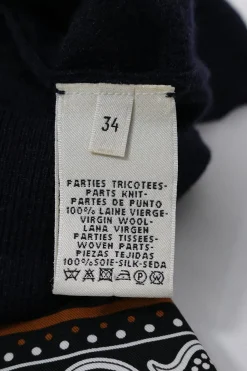 34
PARTIES TRICOTEES-
PARTS KNIT-
PARTES DE PUNTO
100% LAINE VIERGE-
VIRGIN WOOL-
LANA VIRGEN
PARTIES TISSEES-
WOVEN PARTS-
PIEZAS TEJIDAS
100%SOIE-SILK-SEDA